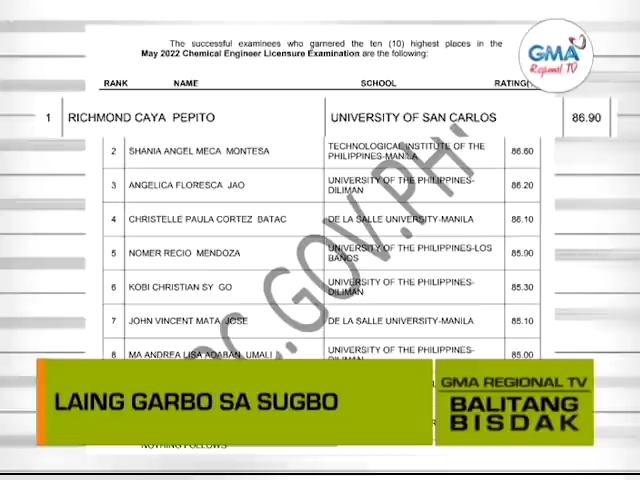 The successful examinees who garnered the ten (10) highest places in the
May 2022 Chemical Engineer Licensure Examination are the following:
GMA
Regional TV
RANK NAME SCHOOL RATING
1 RICHMOND CAYA PEPITO UNIVERSITY OF SAN CARLOS 86.90
2 SHANIA ANGEL MECA MONTESA TECHNOLOGICAL INSTITUTE OF THE
PHILIPPINES-MANILA 86.60
3 ANGELICA FLORESCA JAO UNIVERSITY OF THE PHILIPPINES-
DILIMAN 86.20
4 CHRISTELLE PAULA CORTEZ BATAC DE LA SALLE UNIVERSITY-MANILA 86.10
5 NOMER RECIO MENDOZA UNIVERSITY OF THE PHILIPPINES-LOS
BAÑOS 85.90
6 KOBI CHRISTIAN SY GO UNIVERSITY OF THE PHILIPPINES-
DILIMAN 85.30
7 JOHN VINCENT MATA JOSE DE LA SALLE UNIVERSITY-MANILA 85.10
8 MA ANDREA LISA ADABAN UMALI UNIVERSITY OF THE PHILIPPINES-
DILIMAN 85.00
C.GOV.PH
LAING GARBO SA SUGBO
GMA REGIONAL TV
BALITANG
BISDAK
NOTHING FOLLOWS